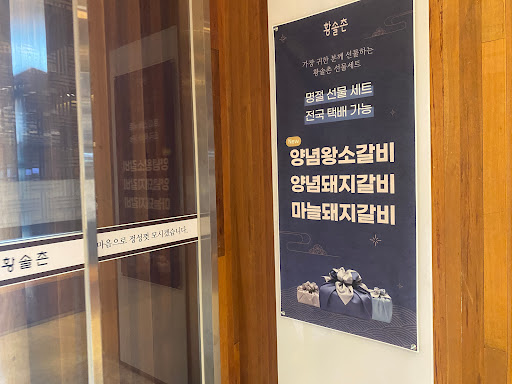 황솔촌
가장 귀한 분께 선물하는
황솔촌 선물세트
명절 선물 세트
전국 택배 가능
양념왕소갈비
양념돼지갈비
마늘돼지갈비
마음으로 정성껏 모시겠습니다.
황솔촌